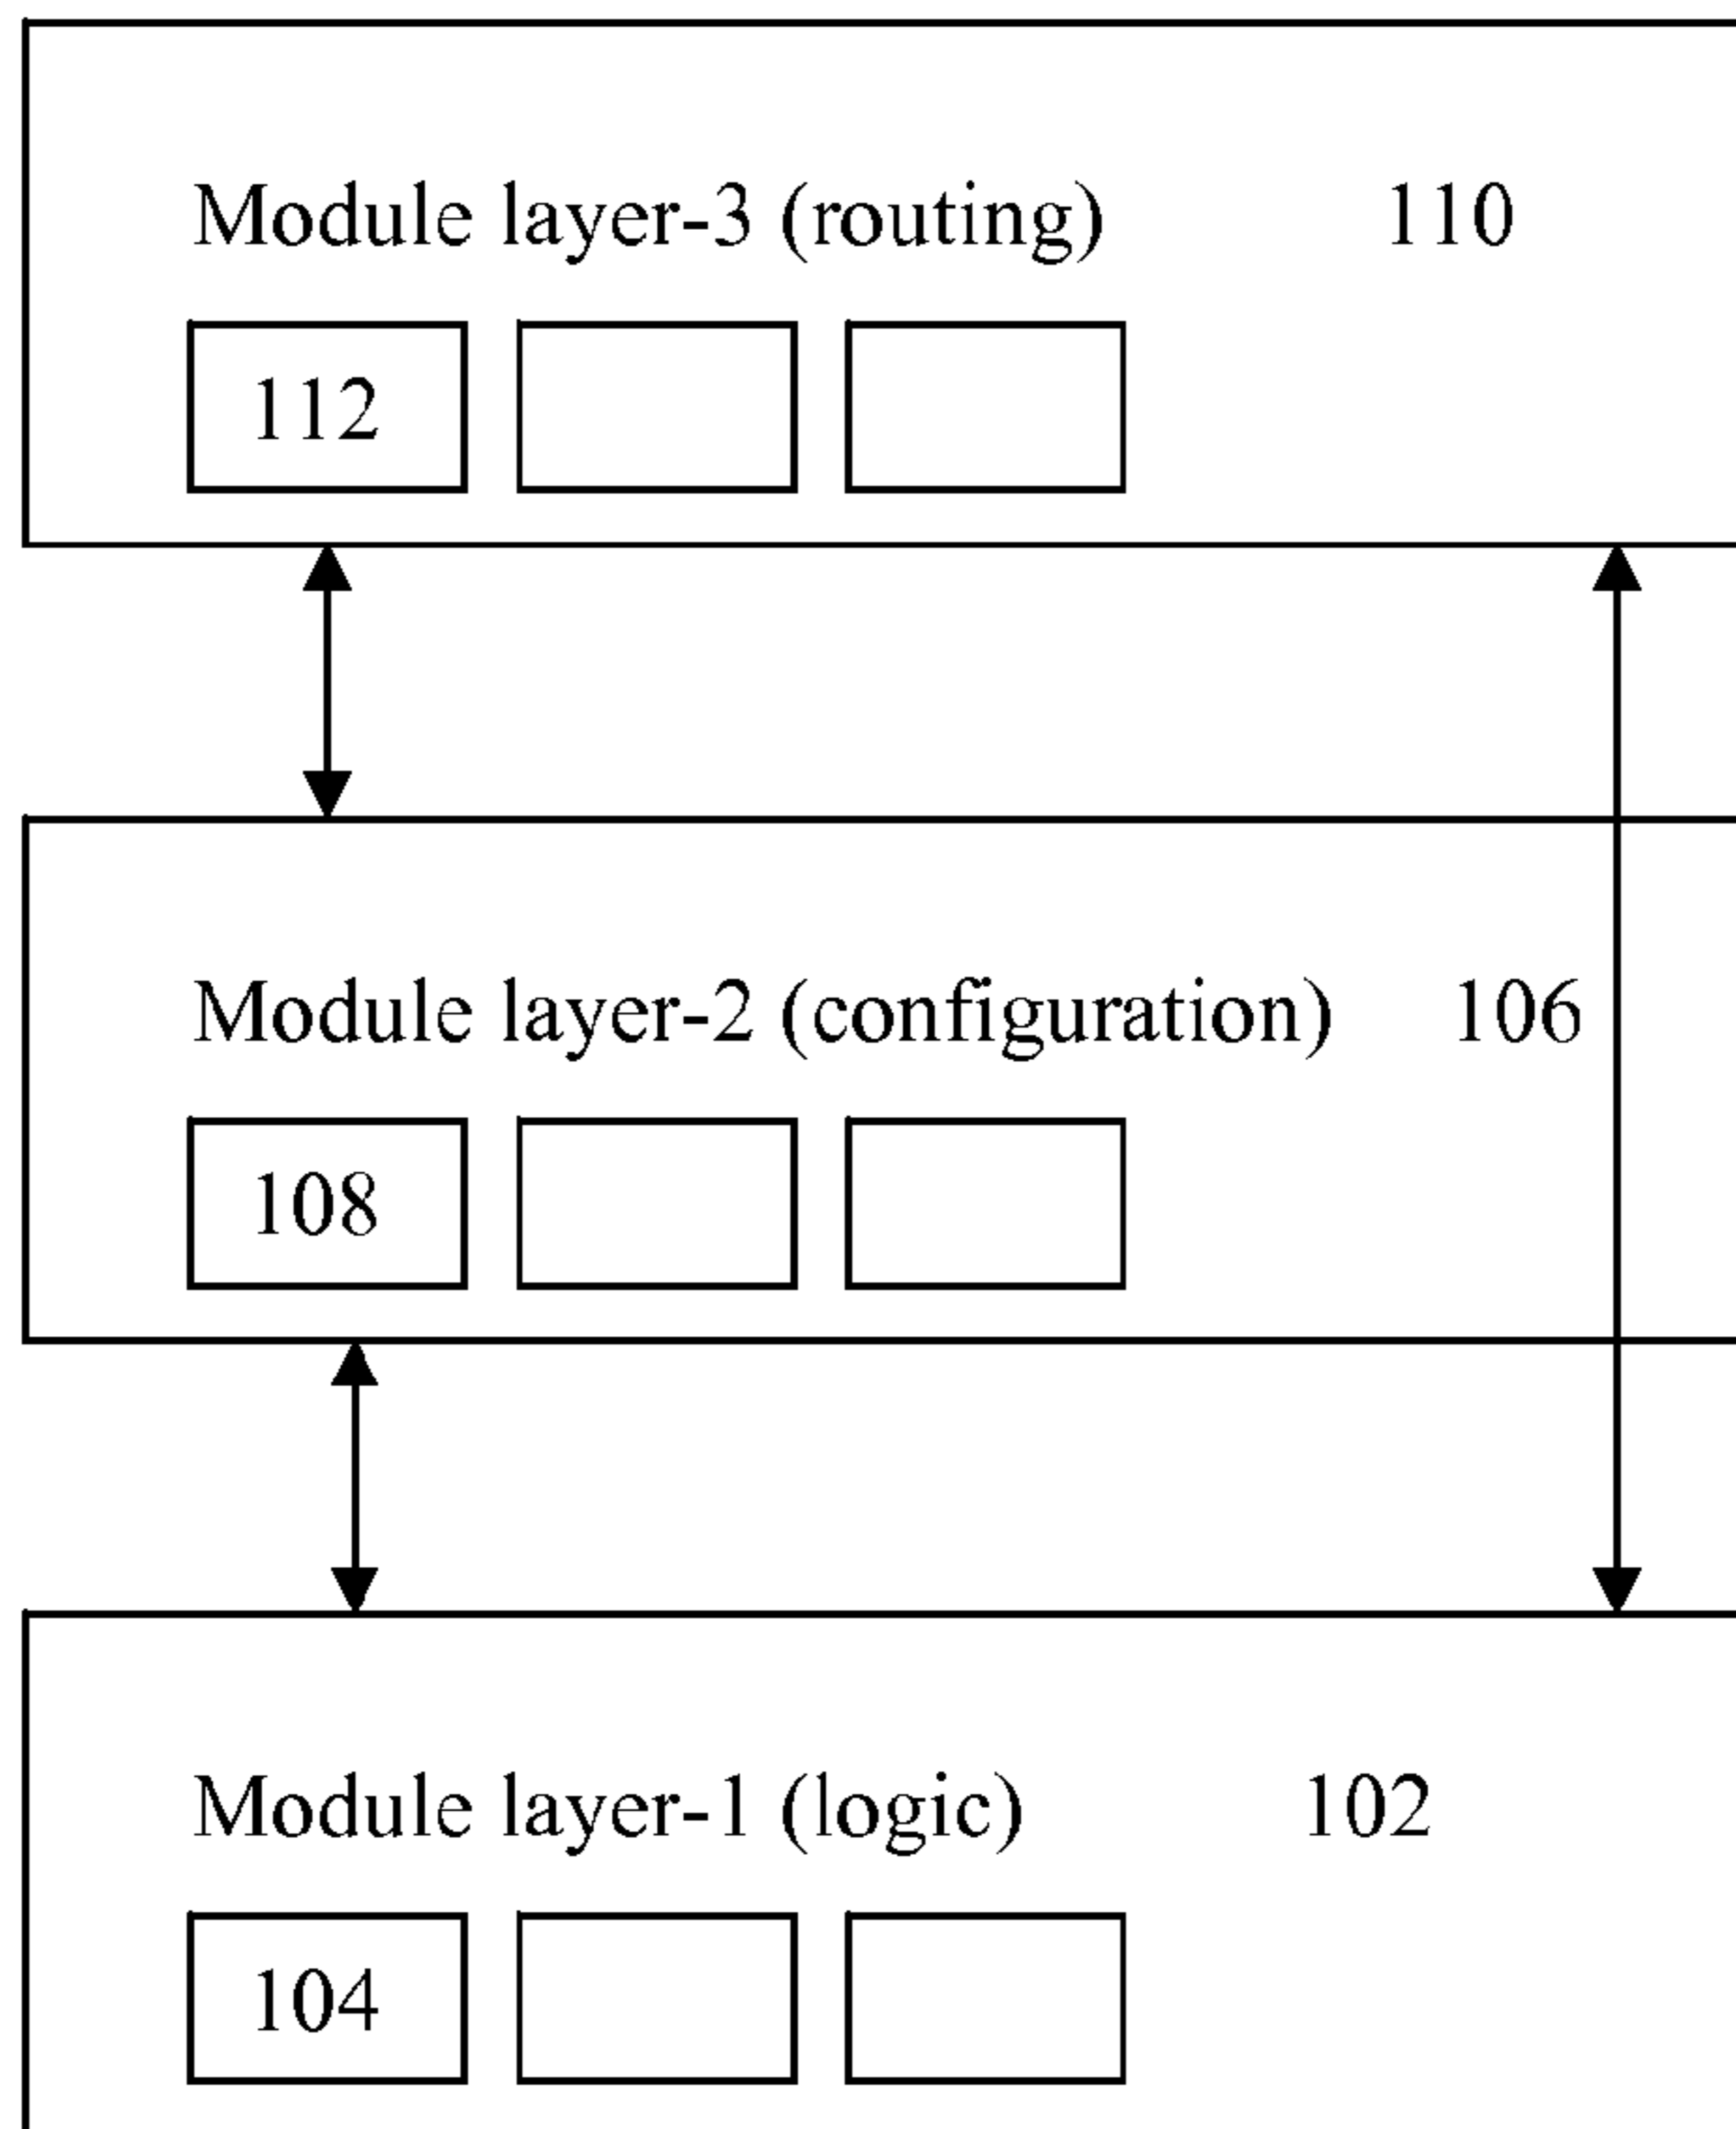 Module layer-3 (routing) 110
112
Module layer-2 (configuration) 106
108
Module layer-1 (logic) 102
104